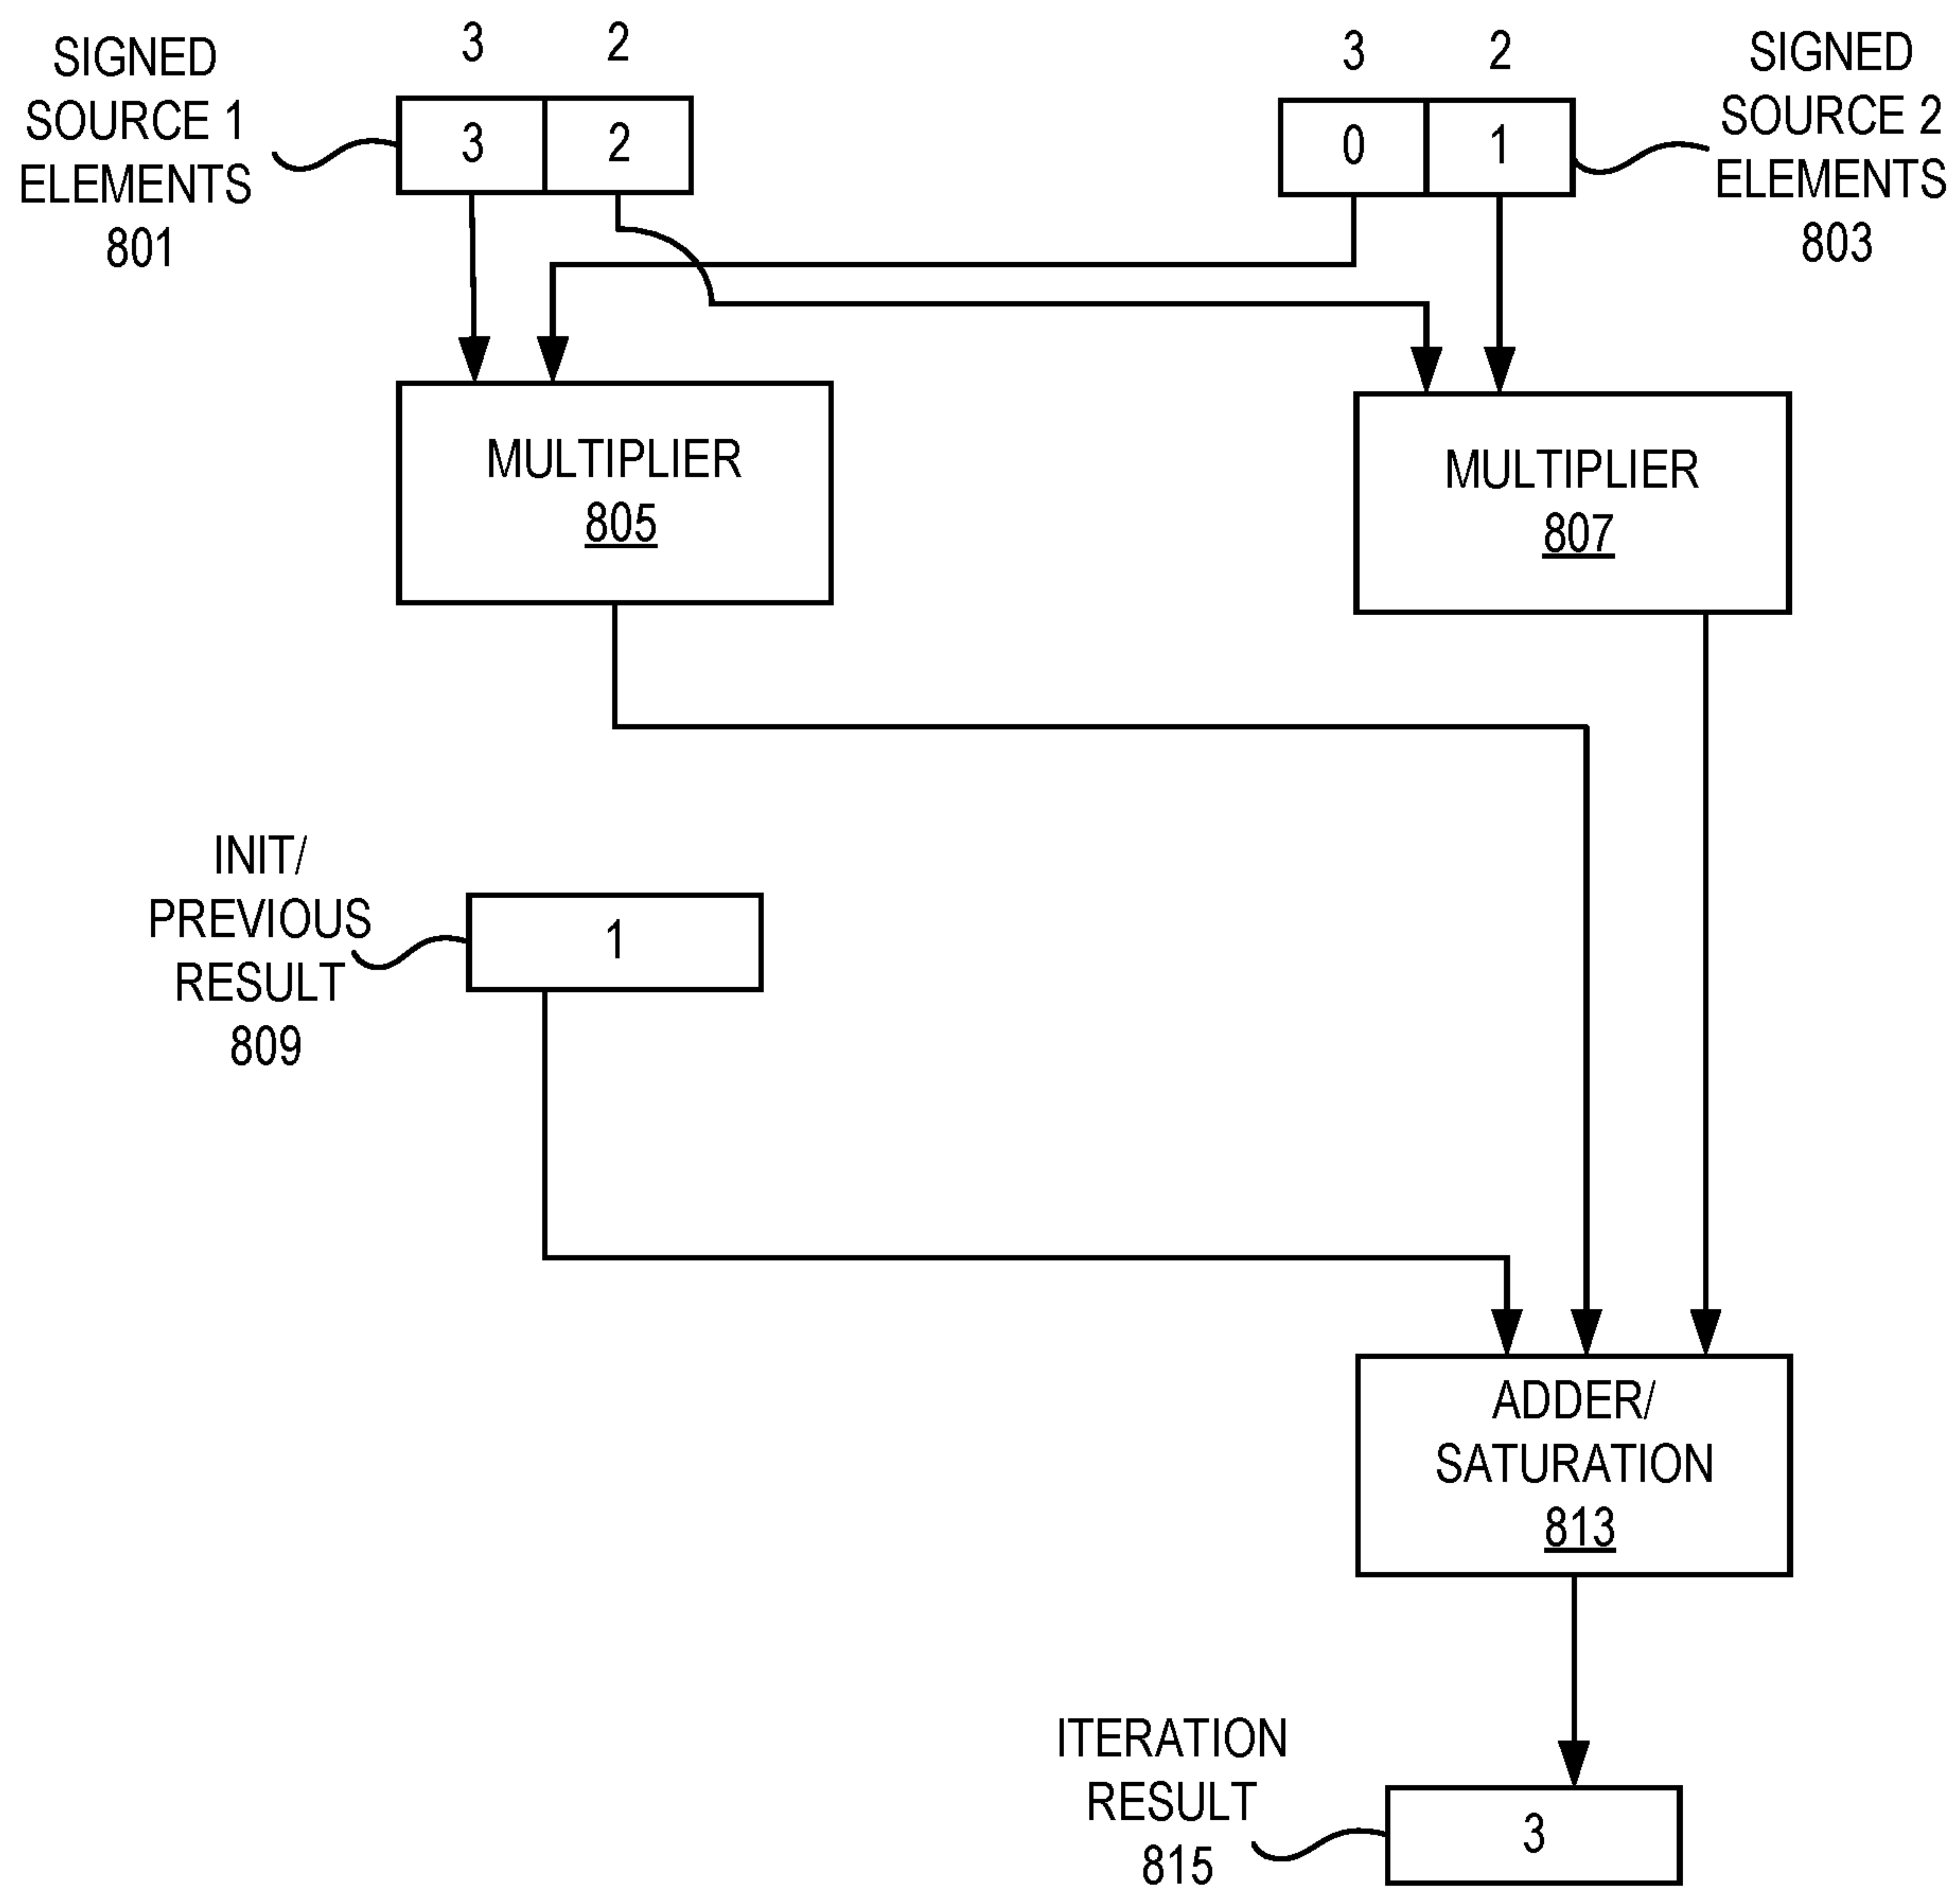 SIGNED
SOURCE 1
ELEMENTS
801
3 2
3 2
3 2
0 1
SIGNED
SOURCE 2
ELEMENTS
803
MULTIPLIER
805
MULTIPLIER
807
INIT/
PREVIOUS
RESULT
809
1
ADDER/
SATURATION
813
ITERATION
RESULT
815
3